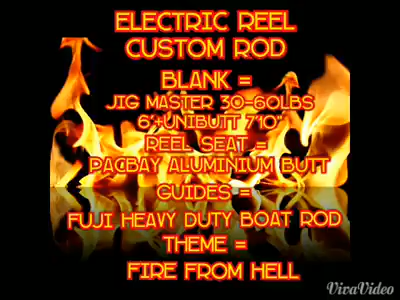 ELECTRIC REEL
CUSTOM ROD
BLANK =
JIG MASTER 30-60LBS
6'+UNIBUTT 7'10"
REEL SEAT =
PACBAY ALUMINIUM BUTT
GUIDES =
FUJI HEAVY DUTY BOAT ROD
THEME =
FIRE FROM HELL
VivaVideo